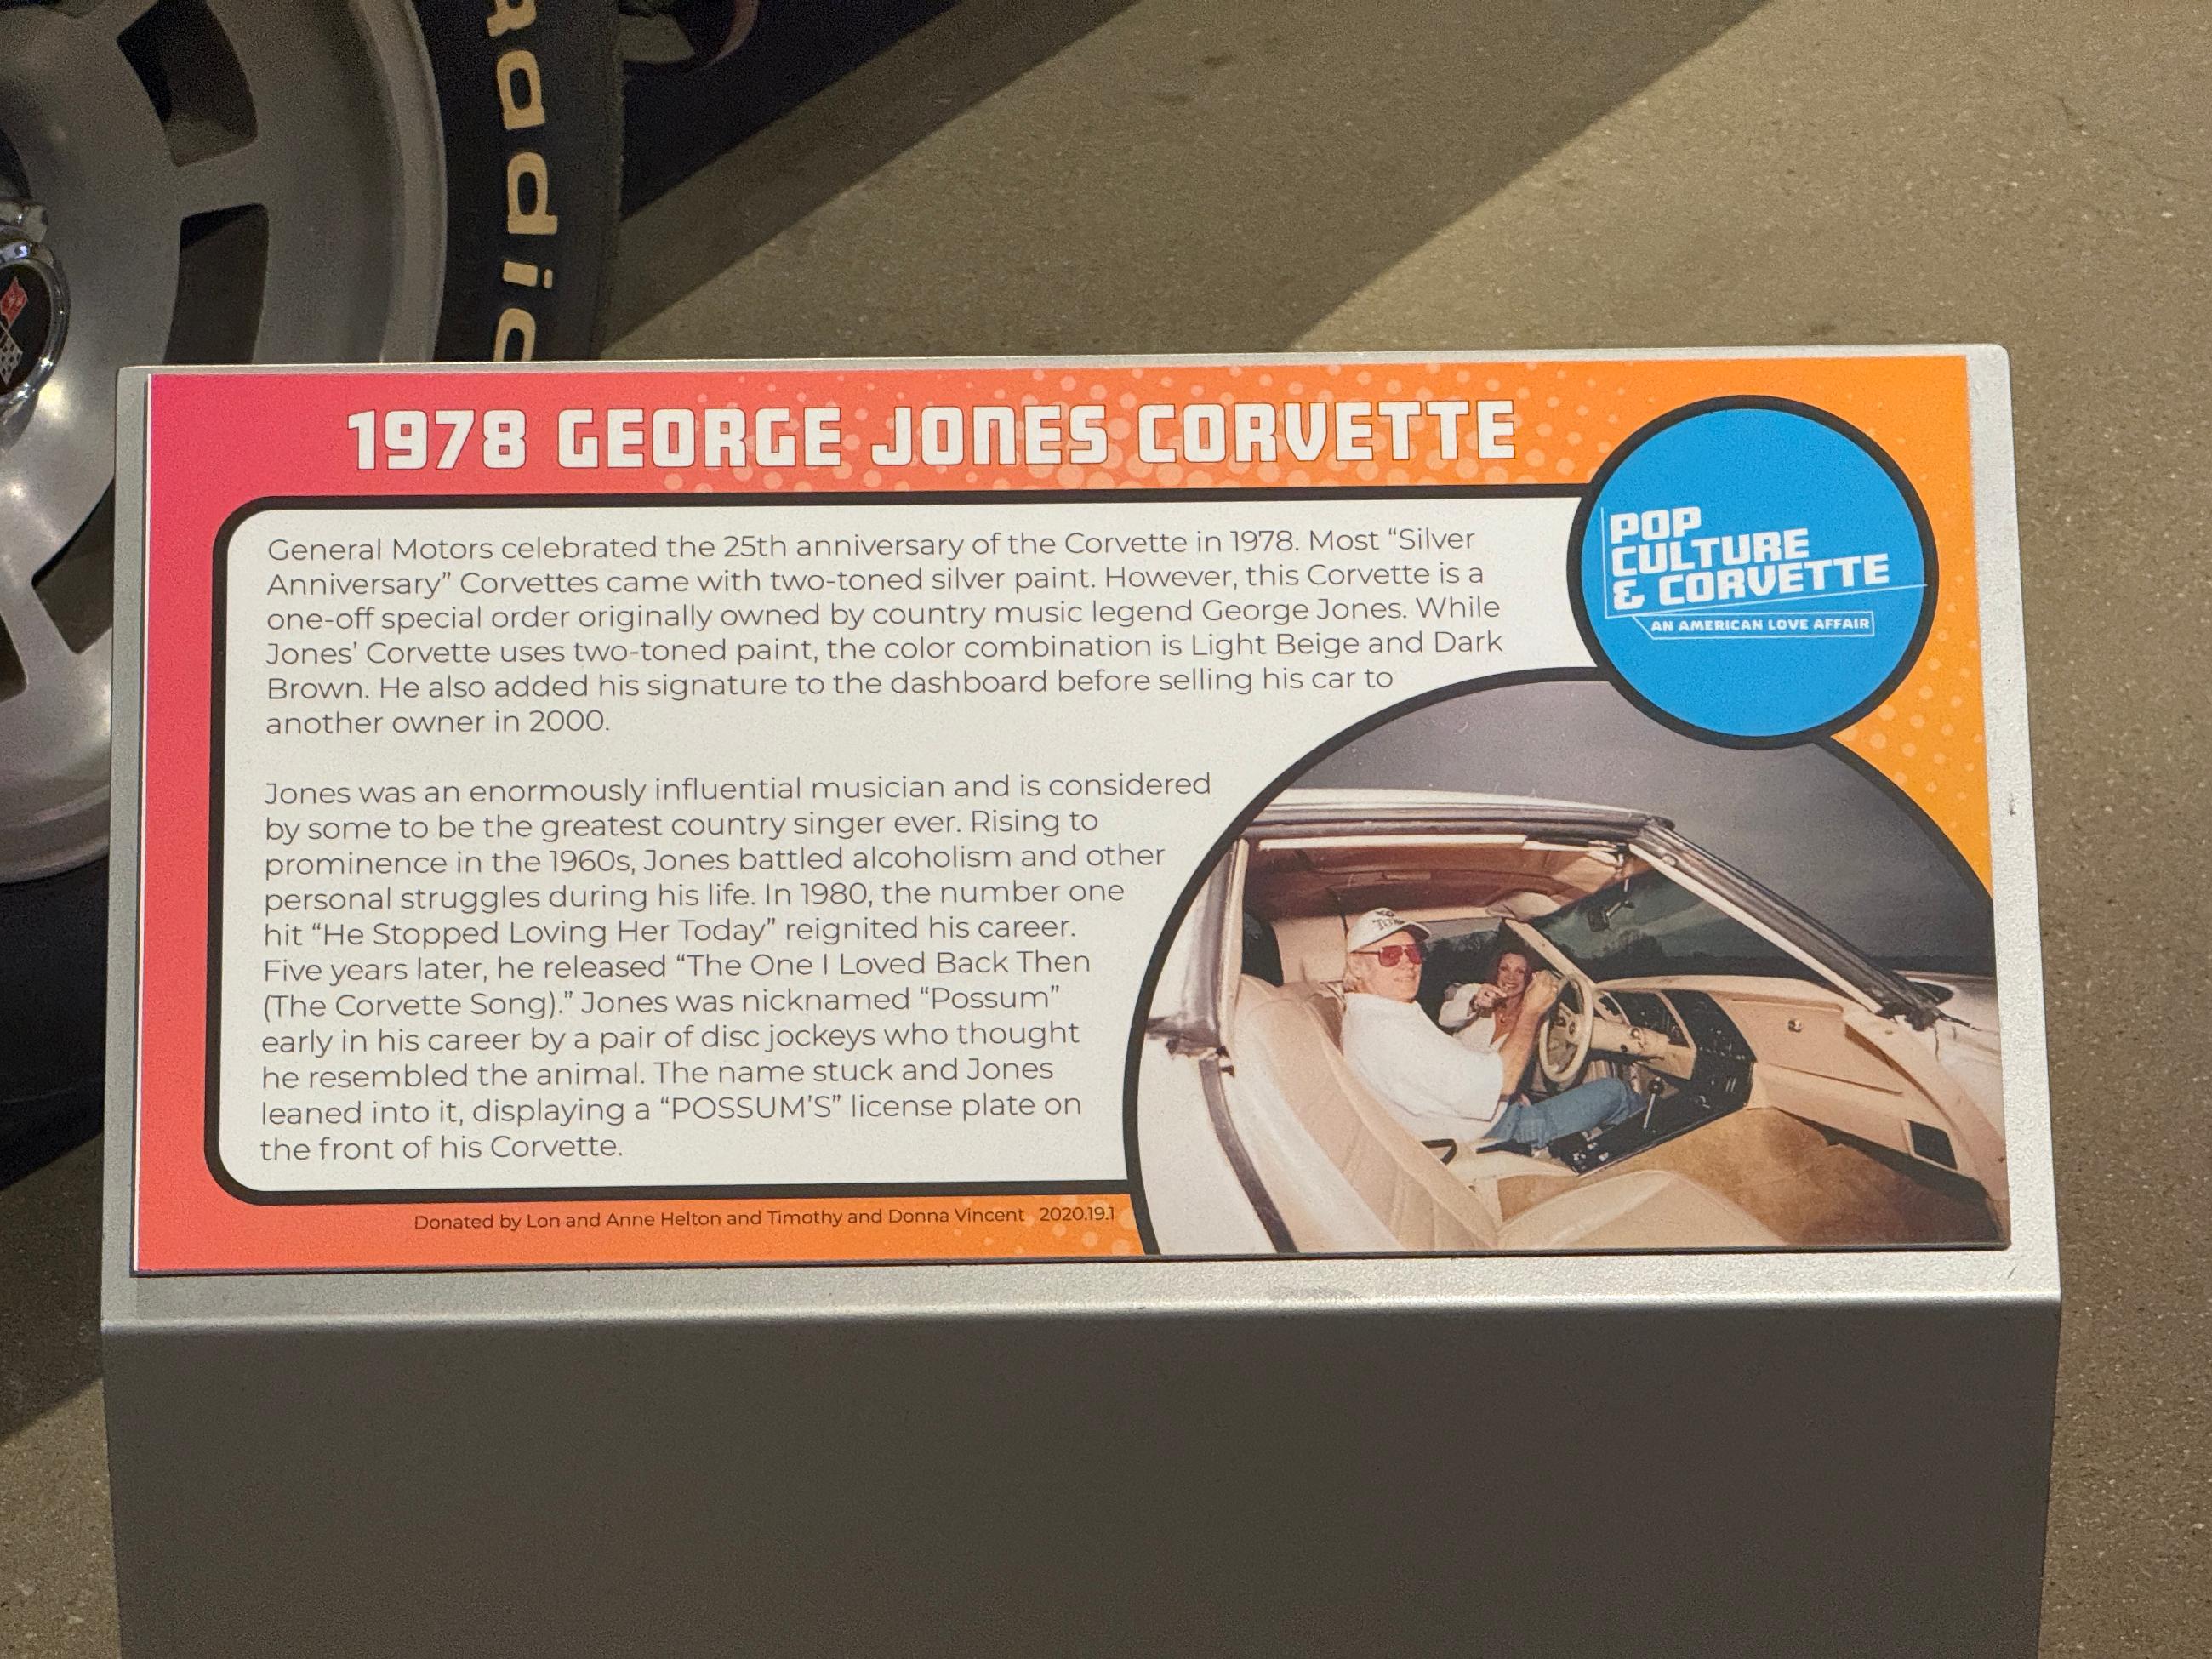 Radial
1978 GEORGE JONES CORVETTE
General Motors celebrated the 25th anniversary of the Corvette in 1978. Most “Silver
Anniversary” Corvettes came with two-toned silver paint. However, this Corvette is a
one-off special order originally owned by country music legend George Jones. While
Jones’ Corvette uses two-toned paint, the color combination is Light Beige and Dark
Brown. He also added his signature to the dashboard before selling his car to
another owner in 2000.
Jones was an enormously influential musician and is considered
by some to be the greatest country singer ever. Rising to
prominence in the 1960s, Jones battled alcoholism and other
personal struggles during his life. In 1980, the number one
hit “He Stopped Loving Her Today” reignited his career.
Five years later, he released “The One I Loved Back Then
(The Corvette Song).” Jones was nicknamed “Possum”
early in his career by a pair of disc jockeys who thought
he resembled the animal. The name stuck and Jones
leaned into it, displaying a “POSSUM’S” license plate on
the front of his Corvette.
Donated by Lon and Anne Helton and Timothy and Donna Vincent 2020.19.1
POP
CULTURE
& CORVETTE
AN AMERICAN LOVE AFFAIR